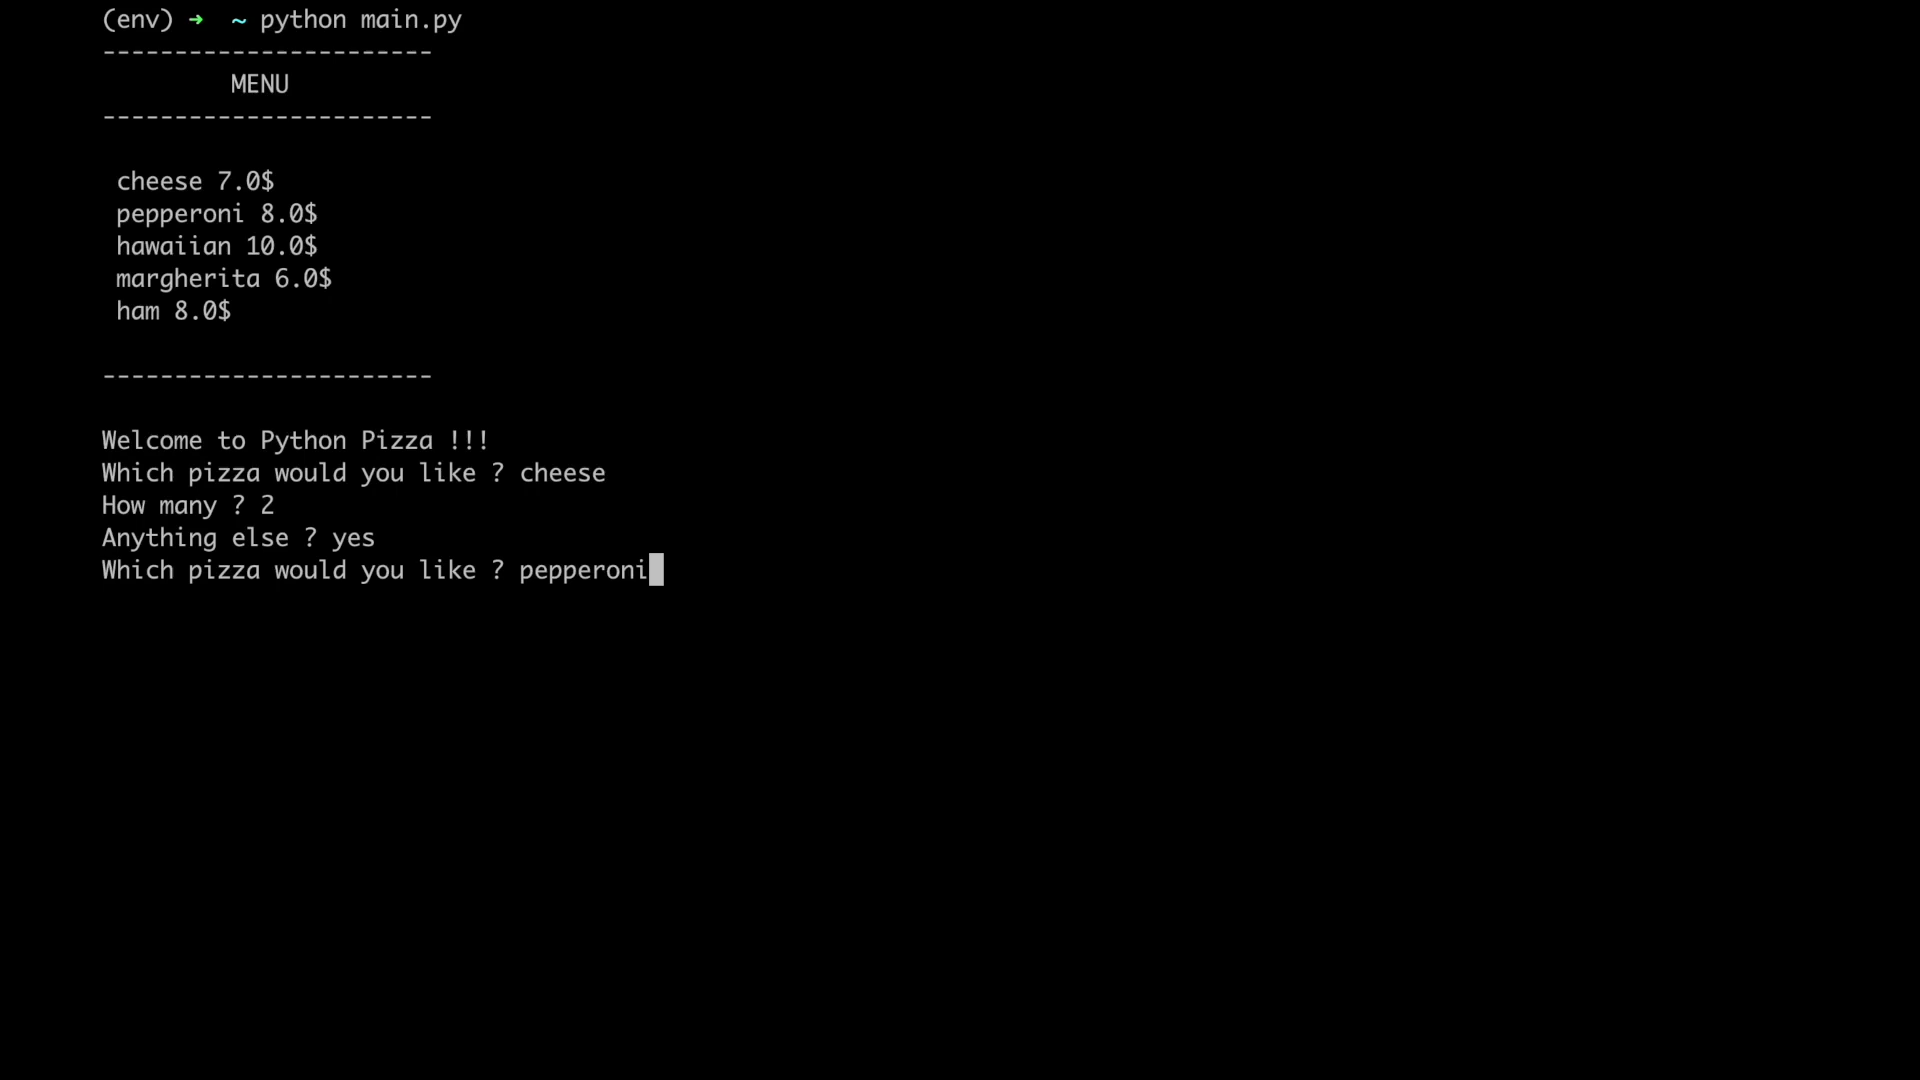 (env) ➜  ~ python main.py
-----------------------
         MENU
-----------------------
 cheese 7.0$
 pepperoni 8.0$
 hawaiian 10.0$
 margherita 6.0$
 ham 8.0$
-----------------------
Welcome to Python Pizza !!!
Which pizza would you like ? cheese
How many ? 2
Anything else ? yes
Which pizza would you like ? pepperoni